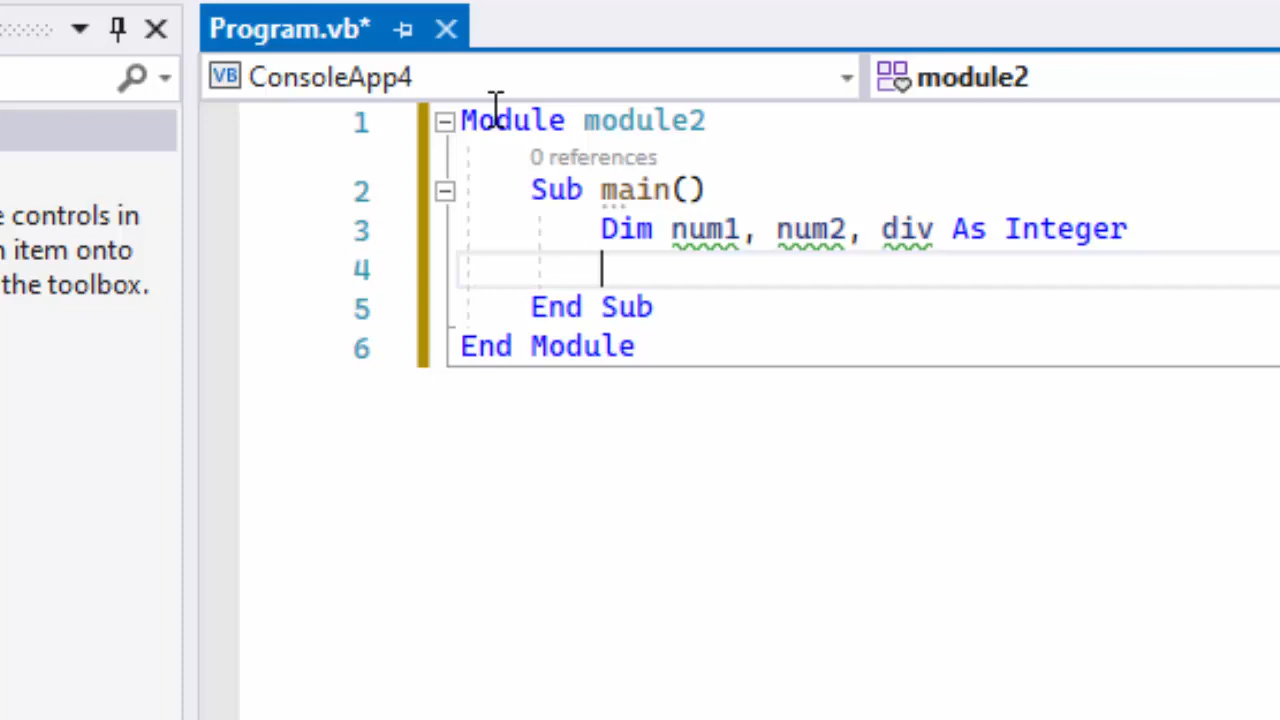 Program.vb*
VB ConsoleApp4
module2
1 Module module2
0 references
2 Sub main()
3 Dim num1, num2, div As Integer
4
5 End Sub
6 End Module
controls in
item onto
the toolbox.